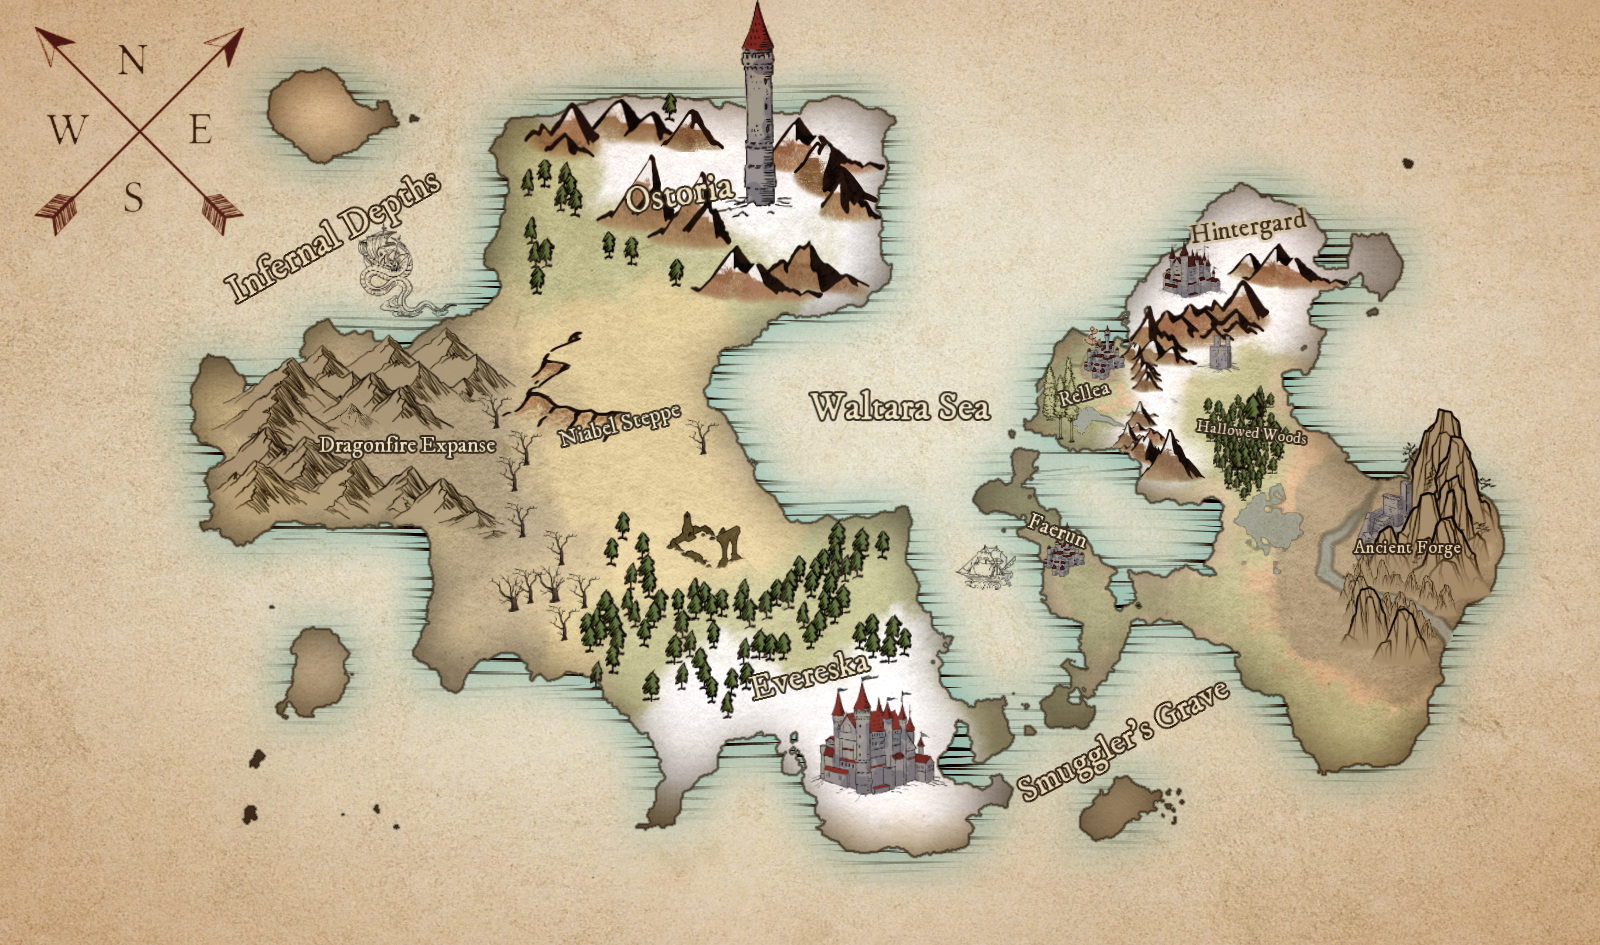 N
W
E
S
Infernal Depths
Ostoria
Hintergard
Dragonfire Expanse
Niabel Steppe
Waltara Sea
Rellea
Hallowed Woods
Faerun
Ancient Forge
Evereska
Smuggler's Grave